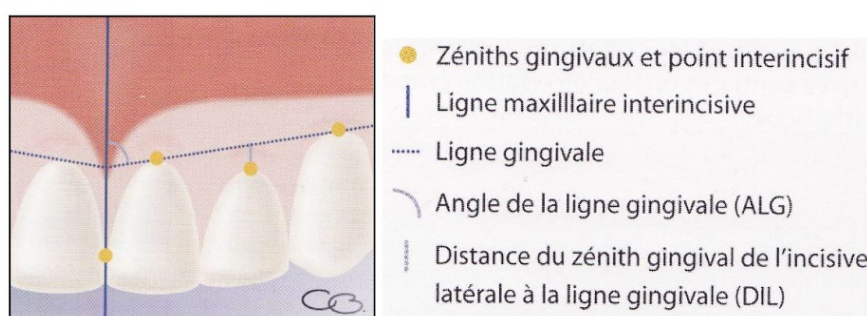 Zéniths gingivaux et point interincisif
Ligne maxilllaire interincisive
Ligne gingivale
Angle de la ligne gingivale (ALG)
Distance du zénith gingival de l'incisive
latérale à la ligne gingivale (DIL)
CB.